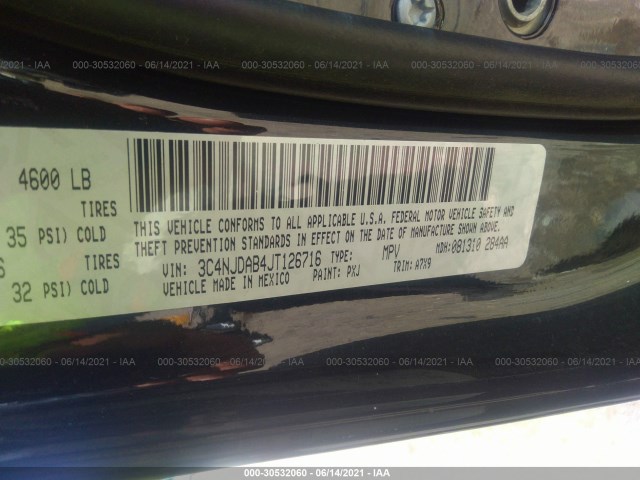 000-30532060 - 06/14/2021 - IAA
4600 LB
TIRES
35 PSI) COLD
TIRES
32 PSI) COLD
THIS VEHICLE CONFORMS TO ALL APPLICABLE U.S.A. FEDERAL MOTOR VEHICLE SAFETY AND
THEFT PREVENTION STANDARDS IN EFFECT ON THE DATE OF MANUFACTURE SHOWN ABOVE.
VIN: 3C4NJDAB4JT126716 TYPE: MPV MDH: 081310 284AA
VEHICLE MADE IN MEXICO PAINT: PXJ TRIM: A7X9
000-30532060 - 06/14/2021 - IAA